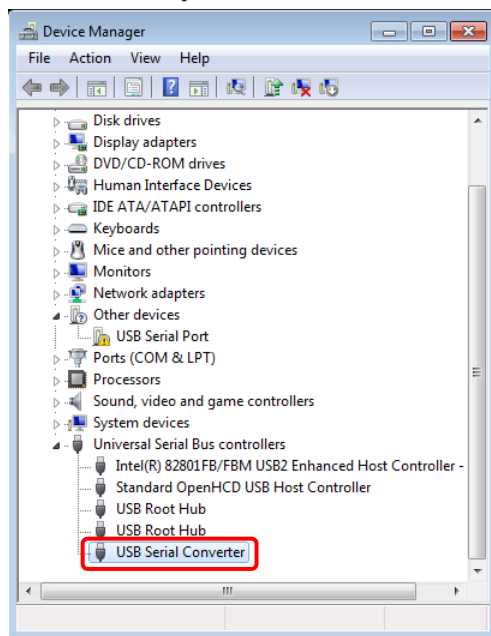 Device Manager
File Action View Help
Disk drives
Display adapters
DVD/CD-ROM drives
Human Interface Devices
IDE ATA/ATAPI controllers
Keyboards
Mice and other pointing devices
Monitors
Network adapters
Other devices
USB Serial Port
Ports (COM & LPT)
Processors
Sound, video and game controllers
System devices
Universal Serial Bus controllers
Intel(R) 82801FB/FBM USB2 Enhanced Host Controller -
Standard OpenHCD USB Host Controller
USB Root Hub
USB Root Hub
USB Serial Converter